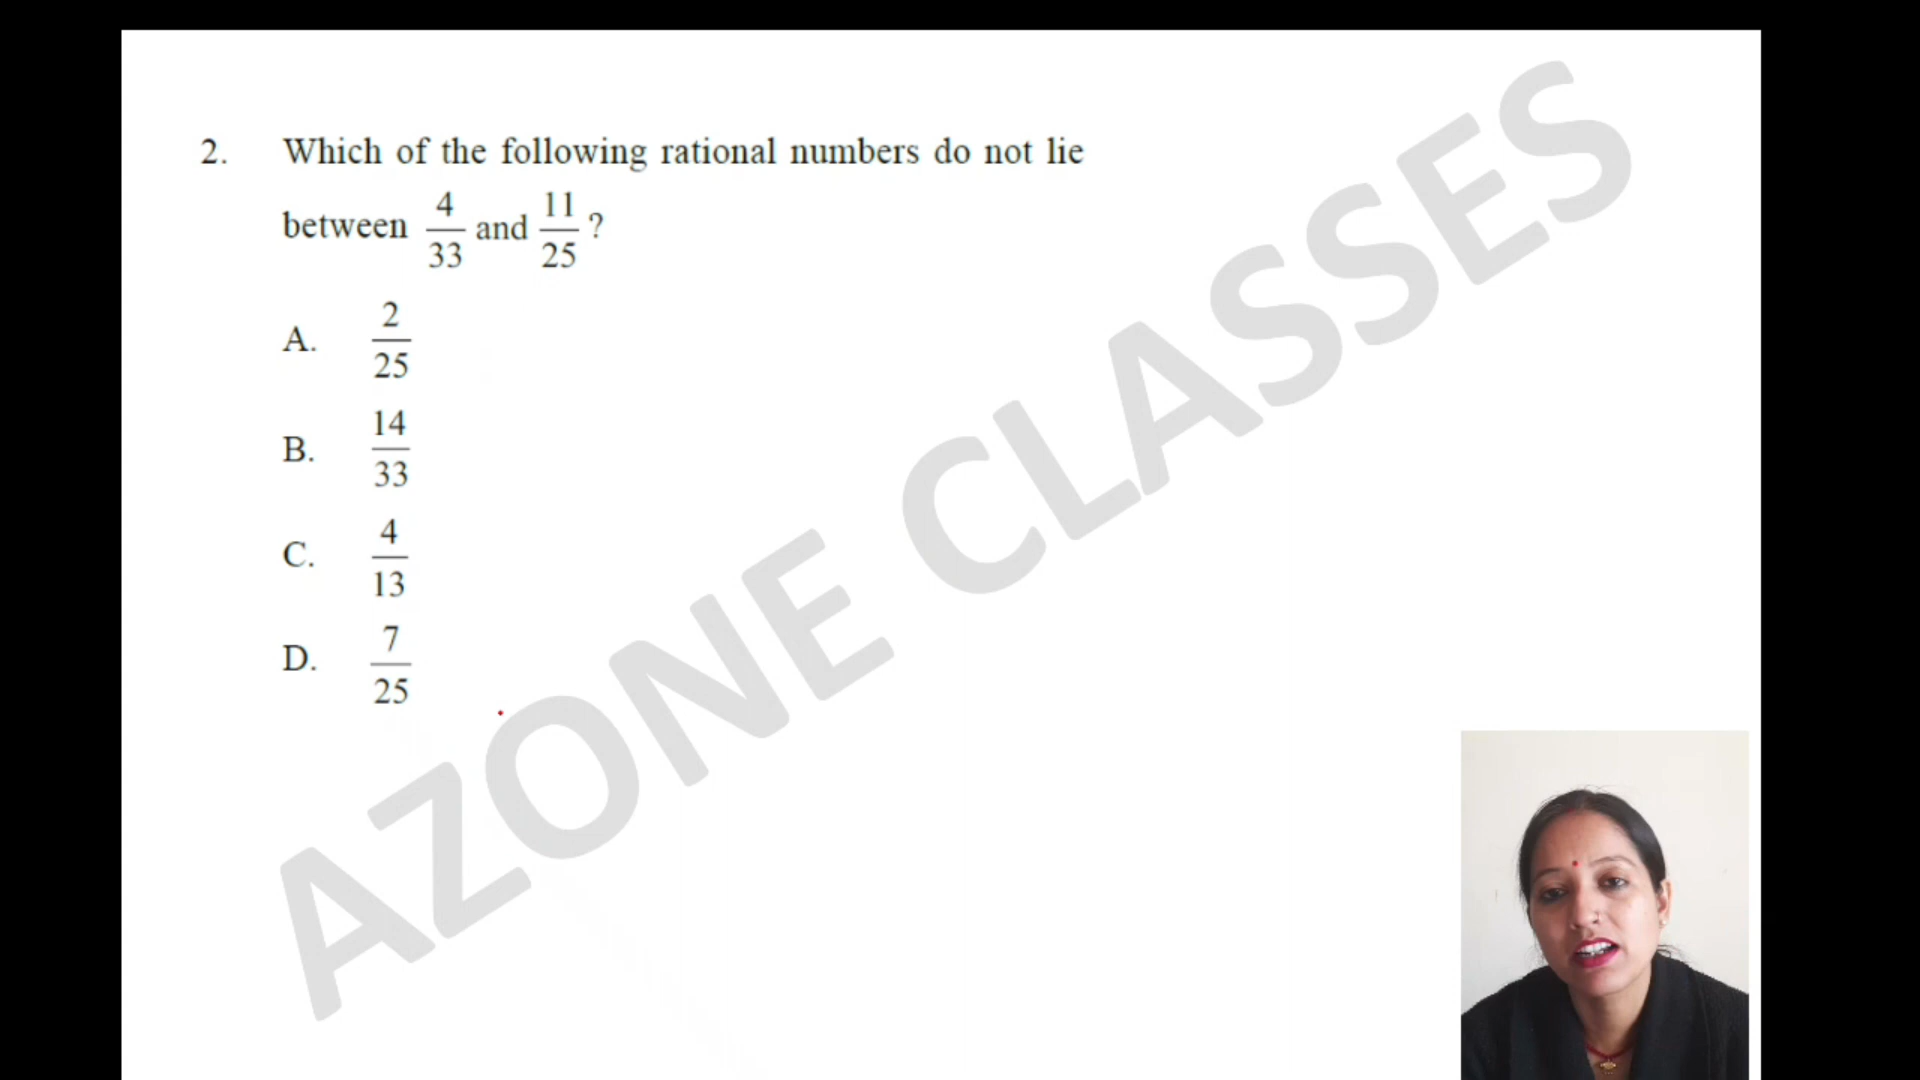 2. Which of the following rational numbers do not lie
between 4/33 and 11/25 ?
A. 2/25
B. 14/33
C. 4/13
D. 7/25
AZONE CLASSES